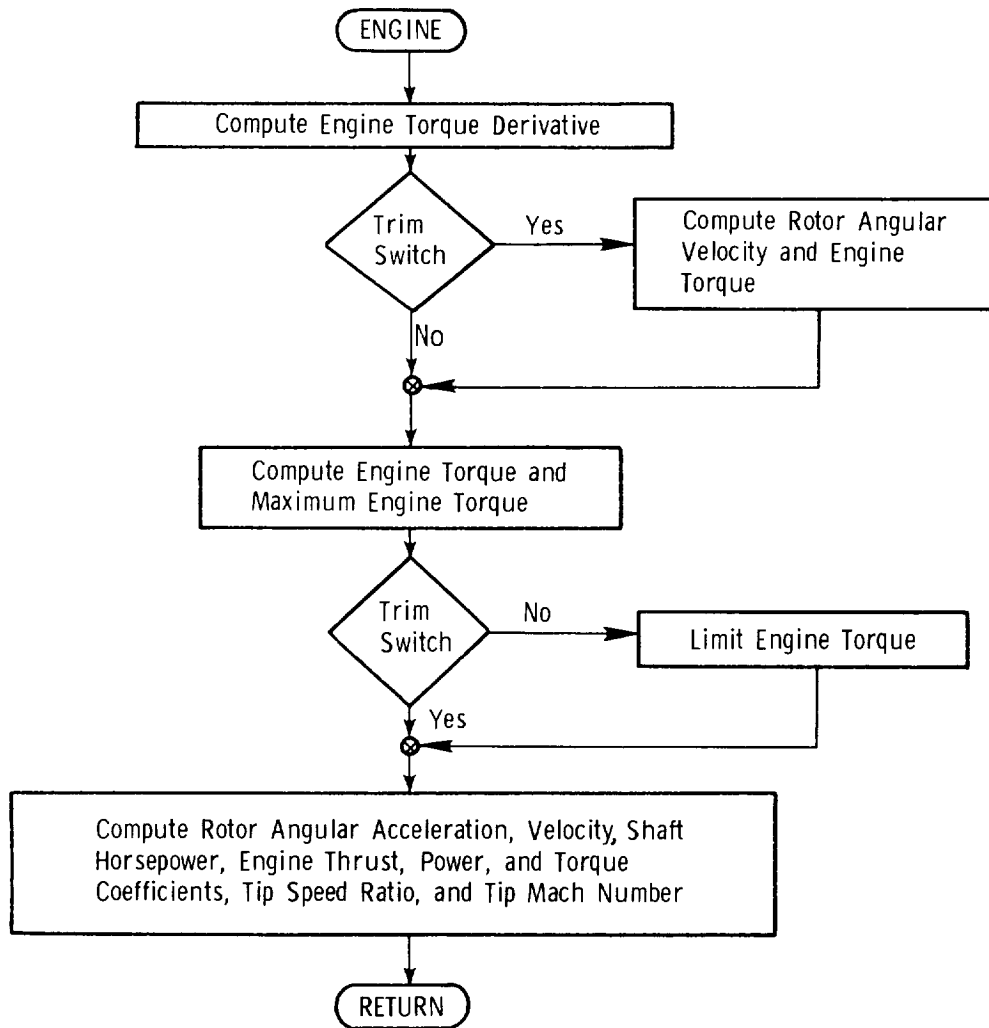 ENGINE
Compute Engine Torque Derivative
Trim
Switch
Yes
Compute Rotor Angular
Velocity and Engine
Torque
No
Compute Engine Torque and
Maximum Engine Torque
Trim
Switch
No
Limit Engine Torque
Yes
Compute Rotor Angular Acceleration, Velocity, Shaft
Horsepower, Engine Thrust, Power, and Torque
Coefficients, Tip Speed Ratio, and Tip Mach Number
RETURN